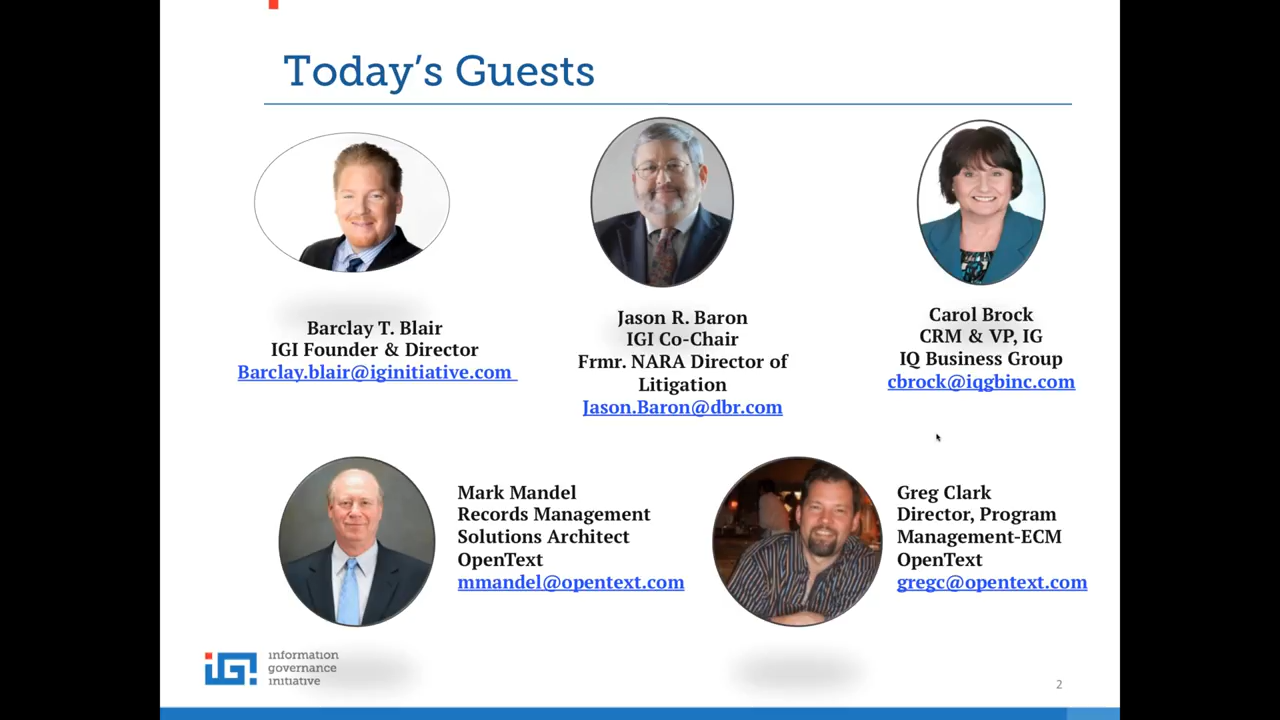 Today's Guests
Barclay T. Blair
IGI Founder & Director
Barclay.blair@iginitiative.com
Jason R. Baron
IGI Co-Chair
Frmr. NARA Director of
Litigation
Jason.Baron@dbr.com
Carol Brock
CRM & VP, IG
IQ Business Group
cbrock@iqgbinc.com
Mark Mandel
Records Management
Solutions Architect
OpenText
mmandel@opentext.com
Greg Clark
Director, Program
Management-ECM
OpenText
gregc@opentext.com
iGi
information
governance
initiative
2